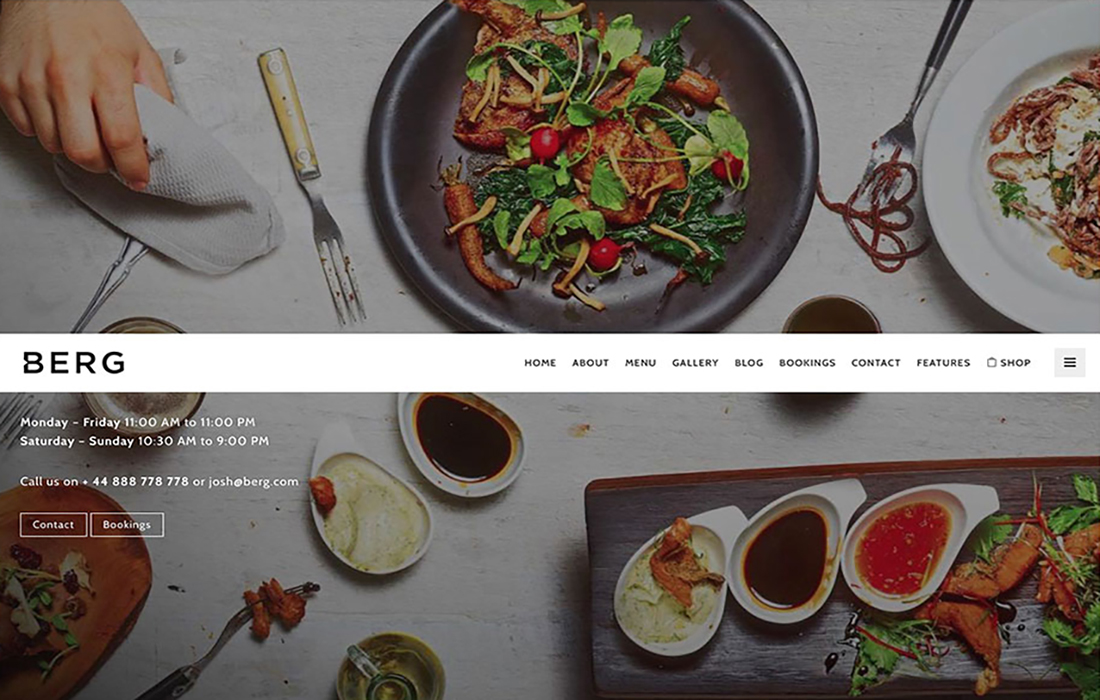 BERG
HOME ABOUT MENU GALLERY BLOG BOOKINGS CONTACT FEATURES SHOP
Monday – Friday 11:00 AM to 11:00 PM
Saturday – Sunday 10:30 AM to 9:00 PM
Call us on + 44 888 778 778 or josh@berg.com
Contact Bookings